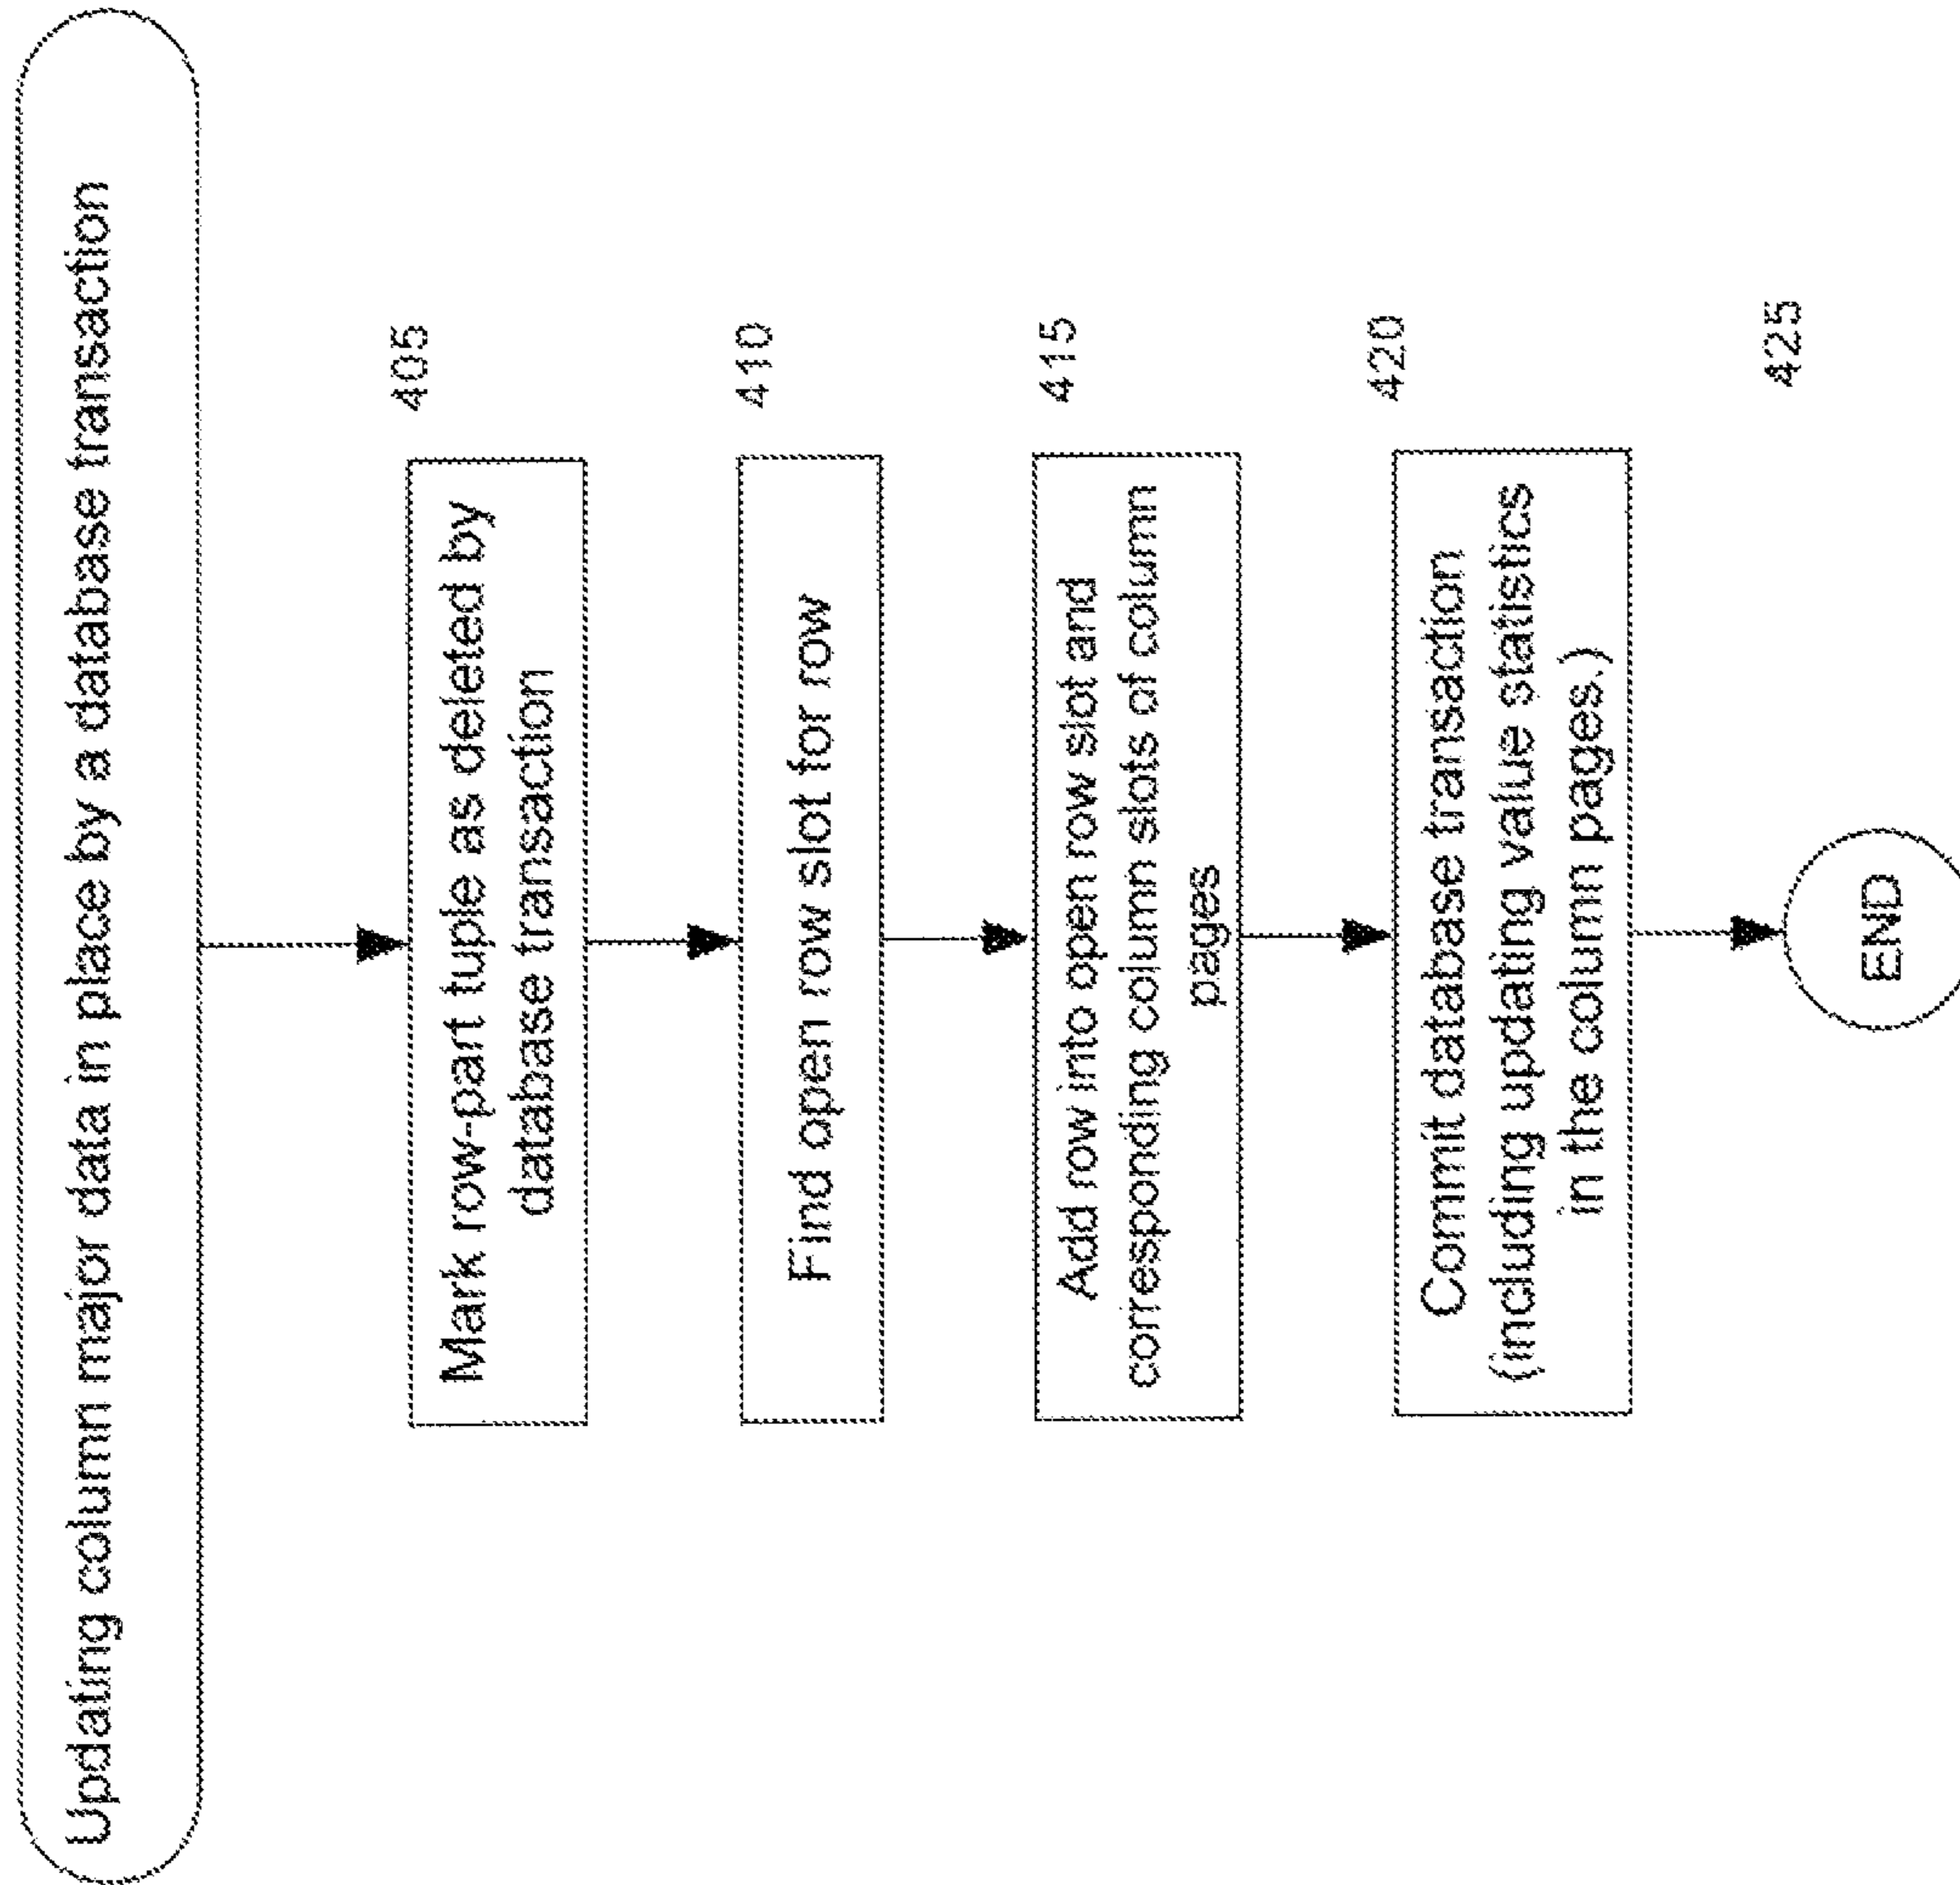 Updating column major data in place by a database transaction
405
Mark row-part tuple as deleted by
database transaction
410
Find open row slot for row
415
Add row into open row slot and
corresponding column slots of column
pages
420
Commit database transaction
(including updating value statistics
in the column pages.)
425
END